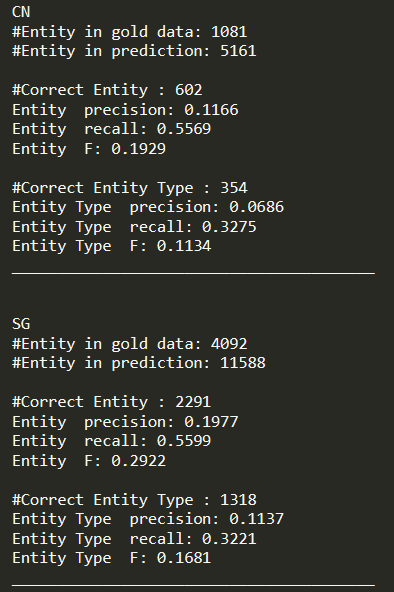 CN
#Entity in gold data: 1081
#Entity in prediction: 5161
#Correct Entity : 602
Entity  precision: 0.1166
Entity  recall: 0.5569
Entity  F: 0.1929
#Correct Entity Type : 354
Entity Type  precision: 0.0686
Entity Type  recall: 0.3275
Entity Type  F: 0.1134
SG
#Entity in gold data: 4092
#Entity in prediction: 11588
#Correct Entity : 2291
Entity  precision: 0.1977
Entity  recall: 0.5599
Entity  F: 0.2922
#Correct Entity Type : 1318
Entity Type  precision: 0.1137
Entity Type  recall: 0.3221
Entity Type  F: 0.1681